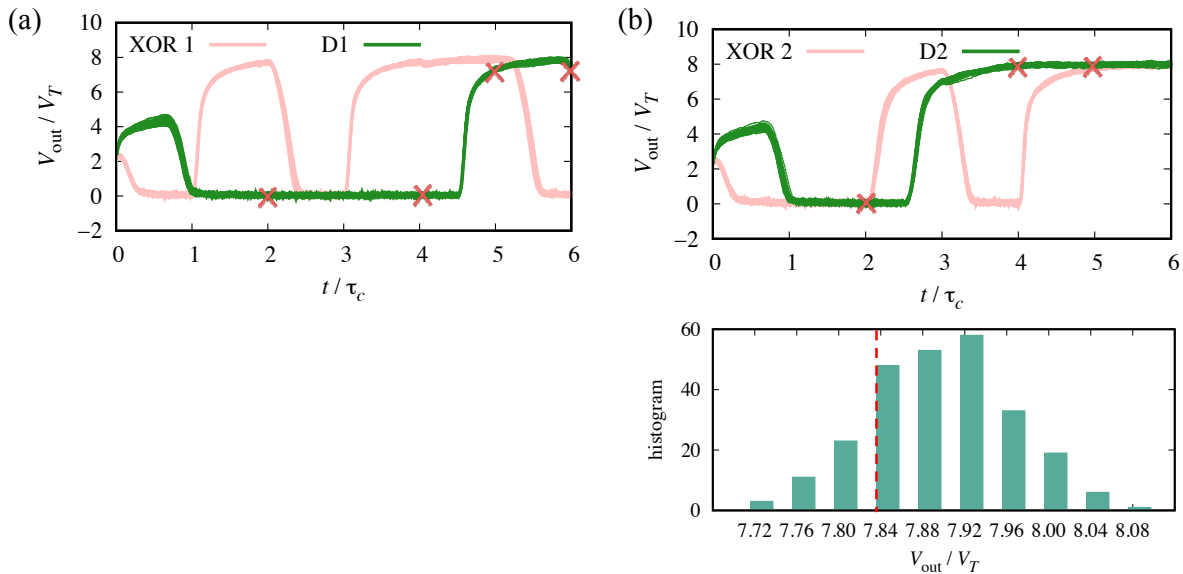 (a)
XOR 1 D1
10
8
6
4
2
0
−2
V_out / V_T
0 1 2 3 4 5 6
t / τ_c
(b)
XOR 2 D2
10
8
6
4
2
0
−2
V_out / V_T
0 1 2 3 4 5 6
t / τ_c
60
40
20
0
histogram
7.72 7.76 7.80 7.84 7.88 7.92 7.96 8.00 8.04 8.08
V_out / V_T